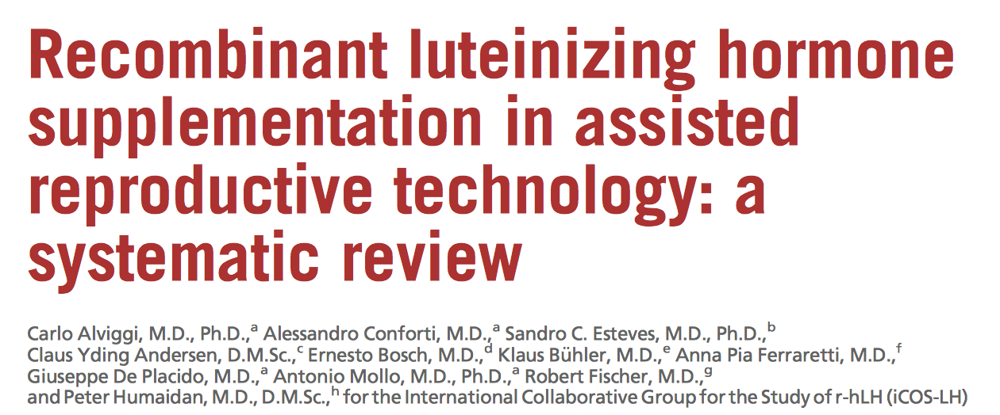 Recombinant luteinizing hormone
supplementation in assisted
reproductive technology: a
systematic review
Carlo Alviggi, M.D., Ph.D.,ᵃ Alessandro Conforti, M.D.,ᵃ Sandro C. Esteves, M.D., Ph.D.,ᵇ
Claus Yding Andersen, D.M.Sc.,ᶜ Ernesto Bosch, M.D.,ᵈ Klaus Bühler, M.D.,ᵉ Anna Pia Ferraretti, M.D.,ᶠ
Giuseppe De Placido, M.D.,ᵃ Antonio Mollo, M.D., Ph.D.,ᵃ Robert Fischer, M.D.,ᵍ
and Peter Humaidan, M.D., D.M.Sc.,ʰ for the International Collaborative Group for the Study of r-hLH (iCOS-LH)